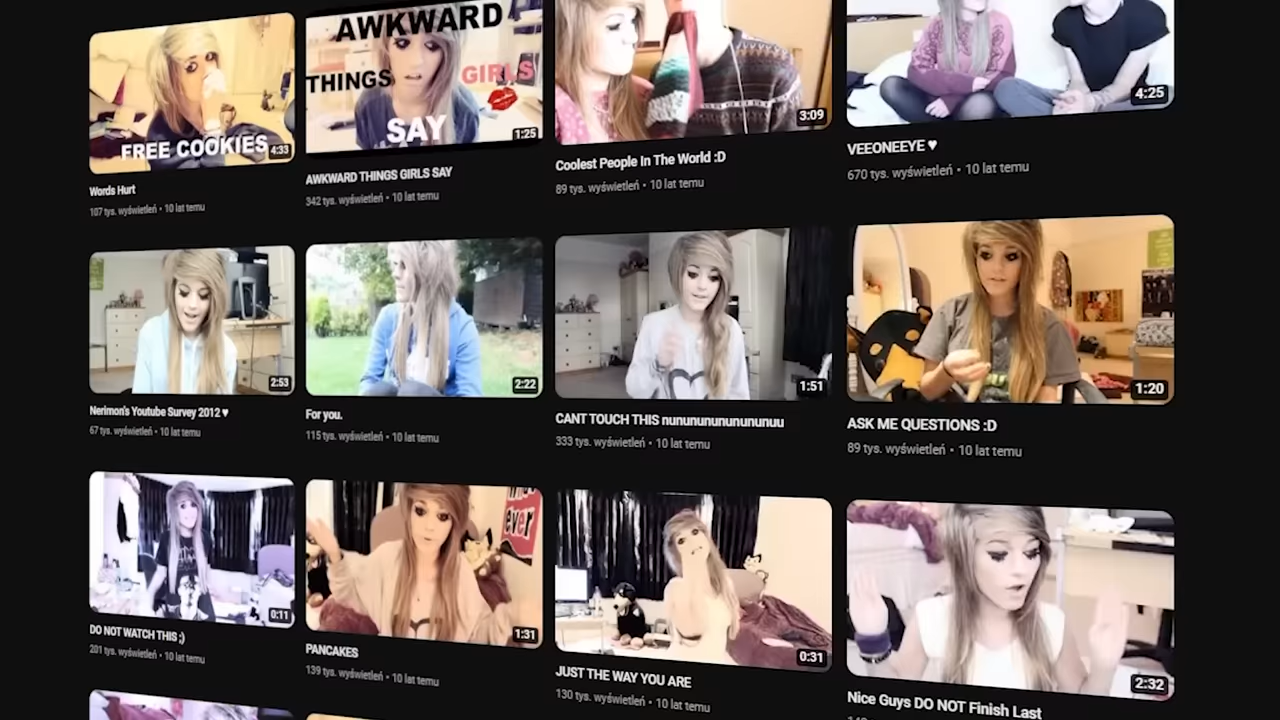 AWKWARD
THINGS
GIRLS
SAY
FREE COOKIES
4:33
1:25
3:09
4:25
Words Hurt
107 tys. wyświetleń • 10 lat temu
AWKWARD THINGS GIRLS SAY
342 tys. wyświetleń • 10 lat temu
Coolest People In The World :D
89 tys. wyświetleń • 10 lat temu
VEEONEEYE ♥
670 tys. wyświetleń • 10 lat temu
2:53
2:22
1:51
1:20
Nerimon's Youtube Survey 2012 ♥
67 tys. wyświetleń • 10 lat temu
For you.
115 tys. wyświetleń • 10 lat temu
CANT TOUCH THIS nunununununununuu
333 tys. wyświetleń • 10 lat temu
ASK ME QUESTIONS :D
89 tys. wyświetleń • 10 lat temu
ever
0:11
1:31
0:31
2:32
DO NOT WATCH THIS ;)
201 tys. wyświetleń • 10 lat temu
PANCAKES
139 tys. wyświetleń • 10 lat temu
JUST THE WAY YOU ARE
130 tys. wyświetleń • 10 lat temu
Nice Guys DO NOT Finish Last